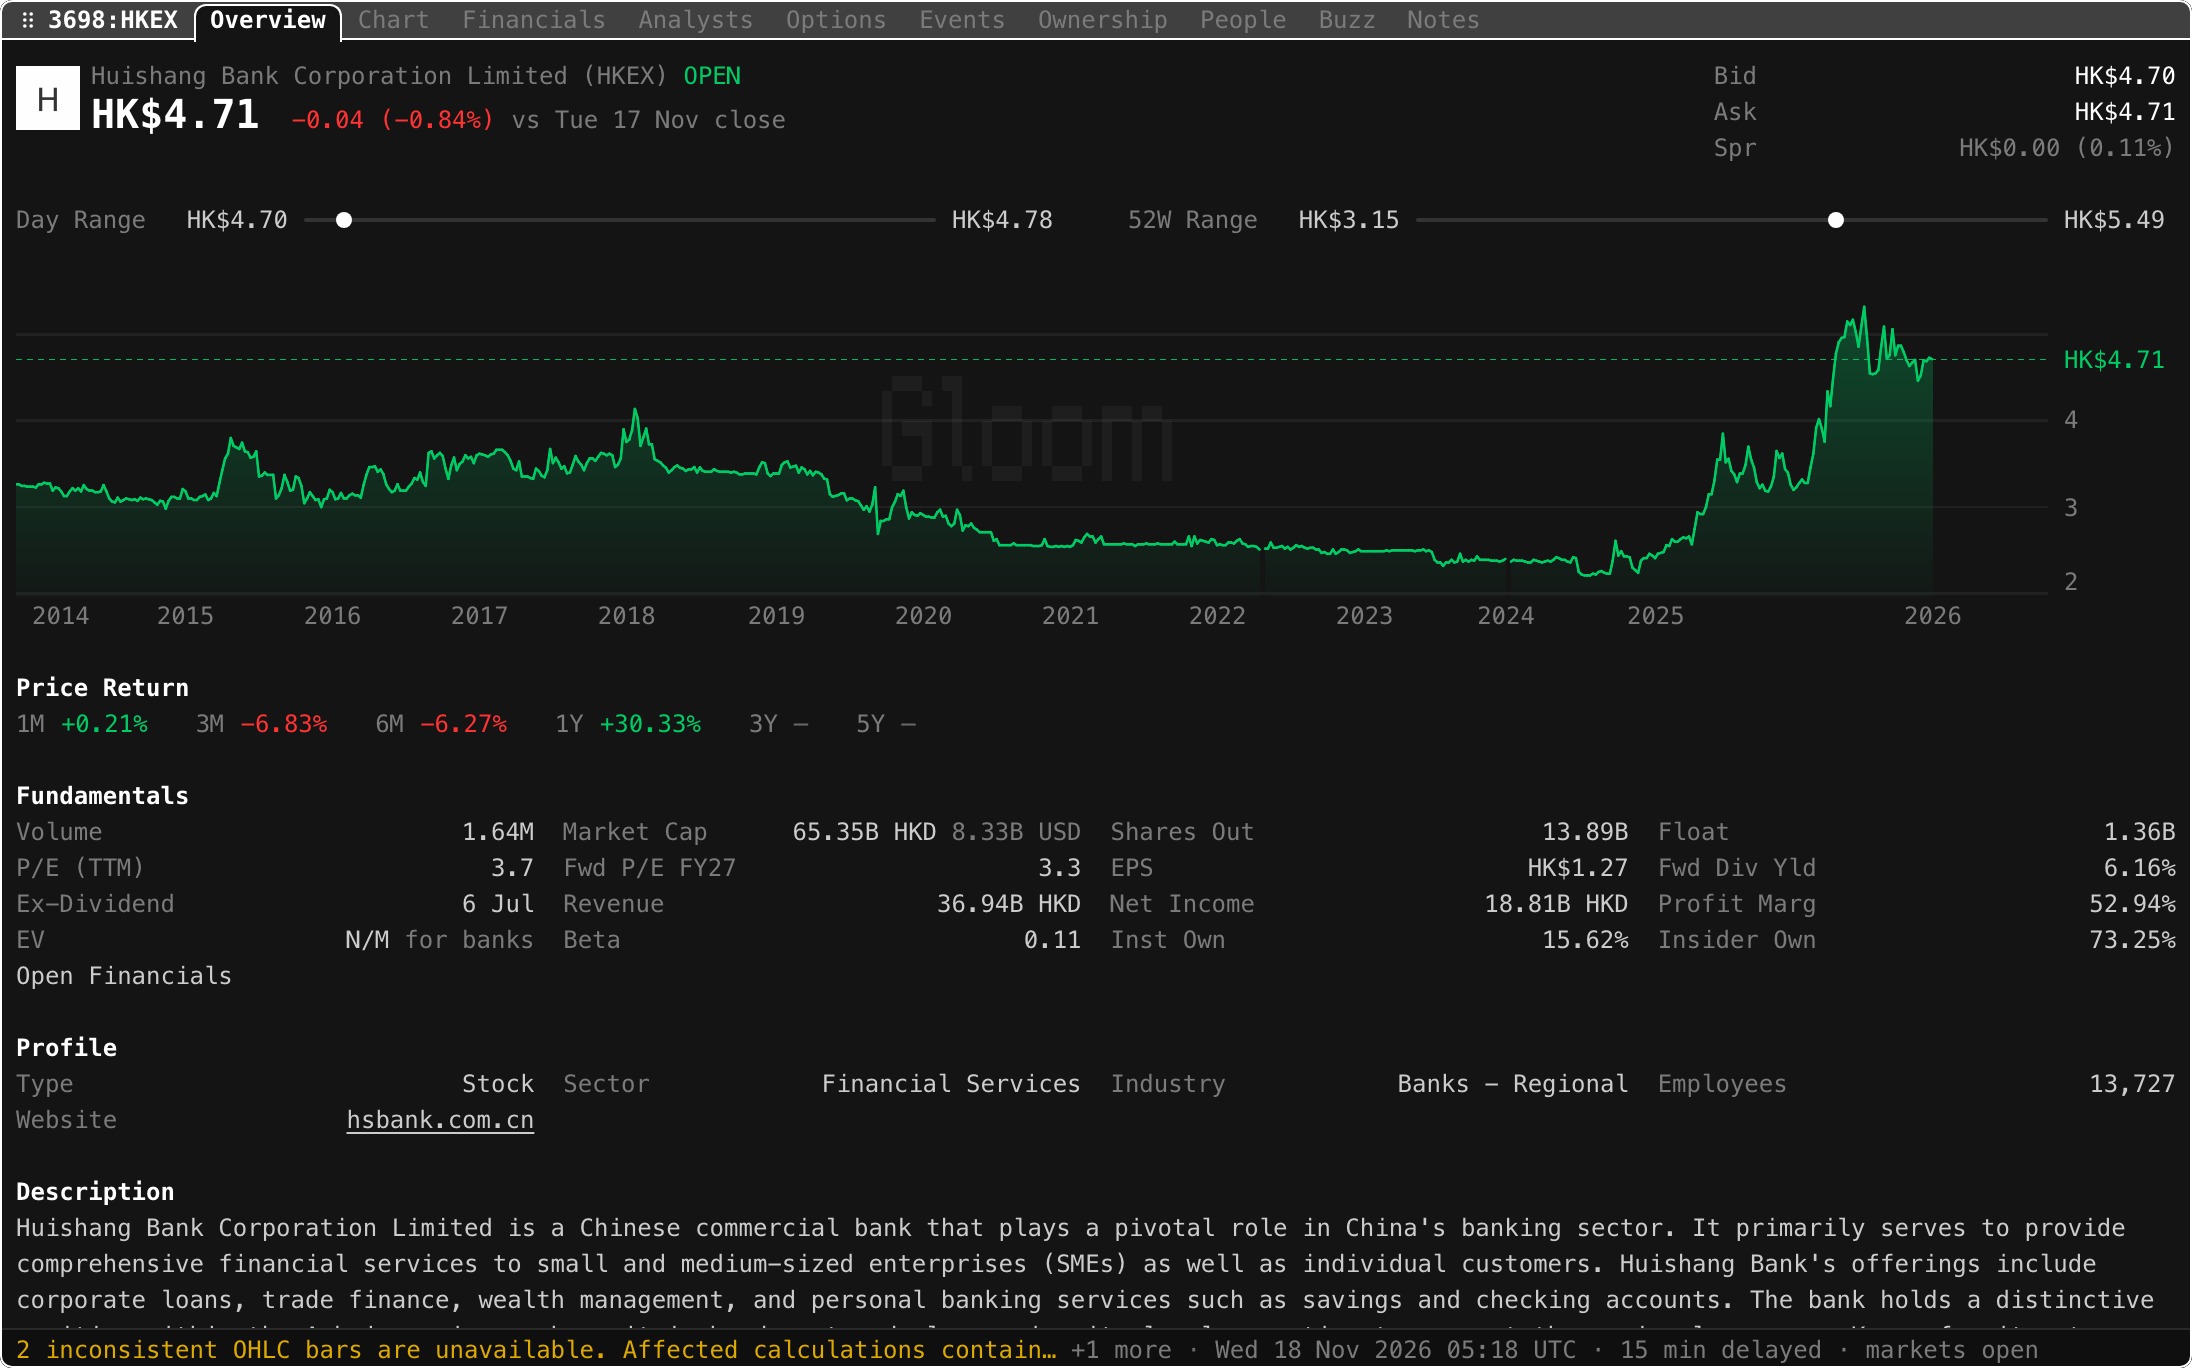 3698:HKEX Overview Chart Financials Analysts Options Events Ownership People Buzz Notes
H
Huishang Bank Corporation Limited (HKEX) OPEN
HK$4.71 −0.04 (−0.84%) vs Tue 17 Nov close
Bid HK$4.70
Ask HK$4.71
Spr HK$0.00 (0.11%)
Day Range HK$4.70 HK$4.78 52W Range HK$3.15 HK$5.49
Gloom
HK$4.71
4
3
2
2014 2015 2016 2017 2018 2019 2020 2021 2022 2023 2024 2025 2026
Price Return
1M +0.21% 3M −6.83% 6M −6.27% 1Y +30.33% 3Y — 5Y —
Fundamentals
Volume 1.64M Market Cap 65.35B HKD 8.33B USD Shares Out 13.89B Float 1.36B
P/E (TTM) 3.7 Fwd P/E FY27 3.3 EPS HK$1.27 Fwd Div Yld 6.16%
Ex-Dividend 6 Jul Revenue 36.94B HKD Net Income 18.81B HKD Profit Marg 52.94%
EV N/M for banks Beta 0.11 Inst Own 15.62% Insider Own 73.25%
Open Financials
Profile
Type Stock Sector Financial Services Industry Banks - Regional Employees 13,727
Website hsbank.com.cn
Description
Huishang Bank Corporation Limited is a Chinese commercial bank that plays a pivotal role in China's banking sector. It primarily serves to provide
comprehensive financial services to small and medium-sized enterprises (SMEs) as well as individual customers. Huishang Bank's offerings include
corporate loans, trade finance, wealth management, and personal banking services such as savings and checking accounts. The bank holds a distinctive
2 inconsistent OHLC bars are unavailable. Affected calculations contain… +1 more · Wed 18 Nov 2026 05:18 UTC · 15 min delayed · markets open